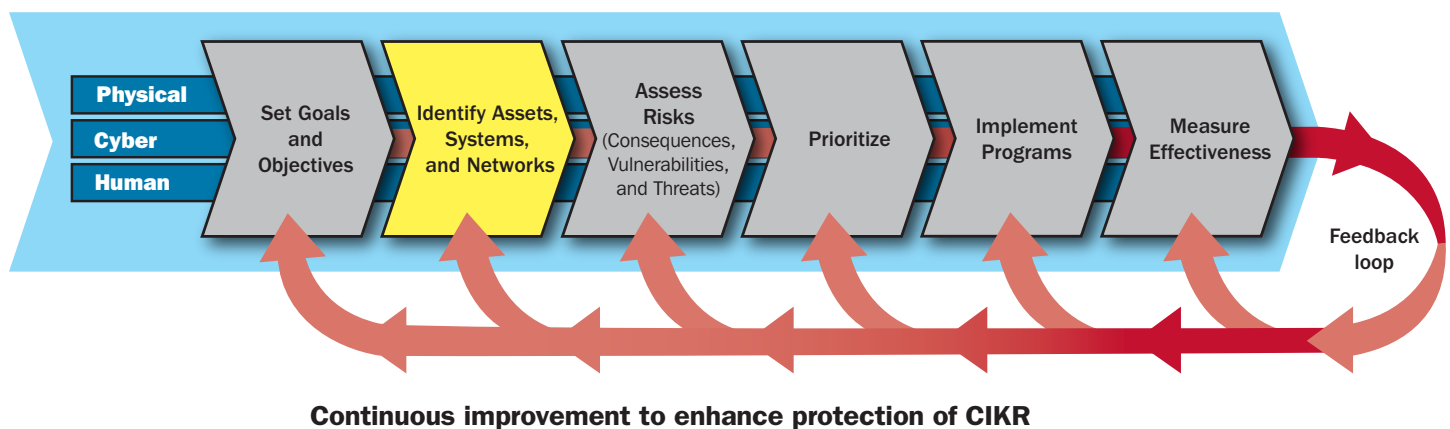 Physical
Cyber
Human
Set Goals
and
Objectives
Identify Assets,
Systems,
and Networks
Assess
Risks
(Consequences,
Vulnerabilities,
and Threats)
Prioritize
Implement
Programs
Measure
Effectiveness
Feedback
loop
Continuous improvement to enhance protection of CIKR